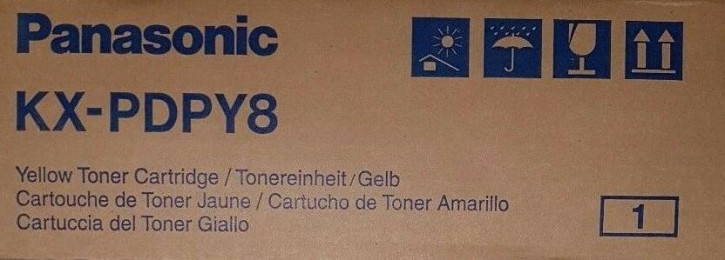 Panasonic
KX-PDPY8
Yellow Toner Cartridge / Tonereinheit/Gelb
Cartouche de Toner Jaune / Cartucho de Toner Amarillo
Cartuccia del Toner Giallo
1